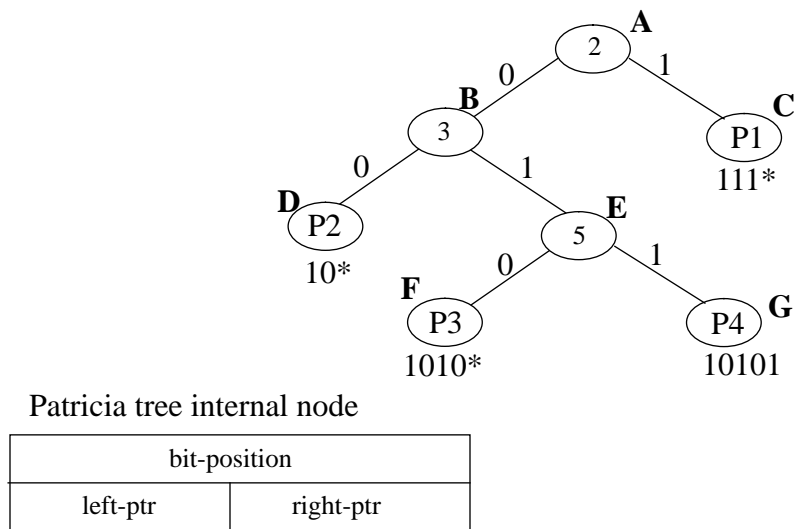 A
2
0
1
B
C
3
P1
111*
0
1
D
E
P2
5
10*
0
1
F
G
P3
P4
1010*
10101
Patricia tree internal node
bit-position
left-ptr
right-ptr